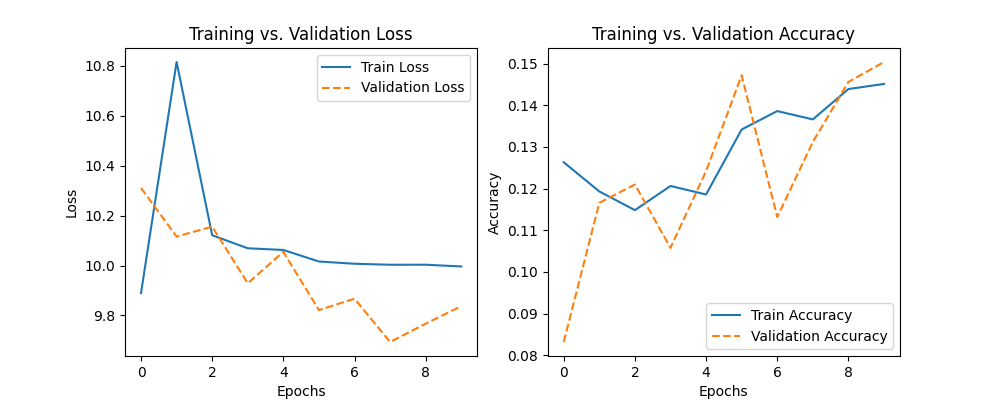 Training vs. Validation Loss
10.8
10.6
10.4
10.2
10.0
9.8
Loss
0 2 4 6 8
Epochs
Train Loss
Validation Loss
Training vs. Validation Accuracy
0.15
0.14
0.13
0.12
0.11
0.10
0.09
0.08
Accuracy
0 2 4 6 8
Epochs
Train Accuracy
Validation Accuracy